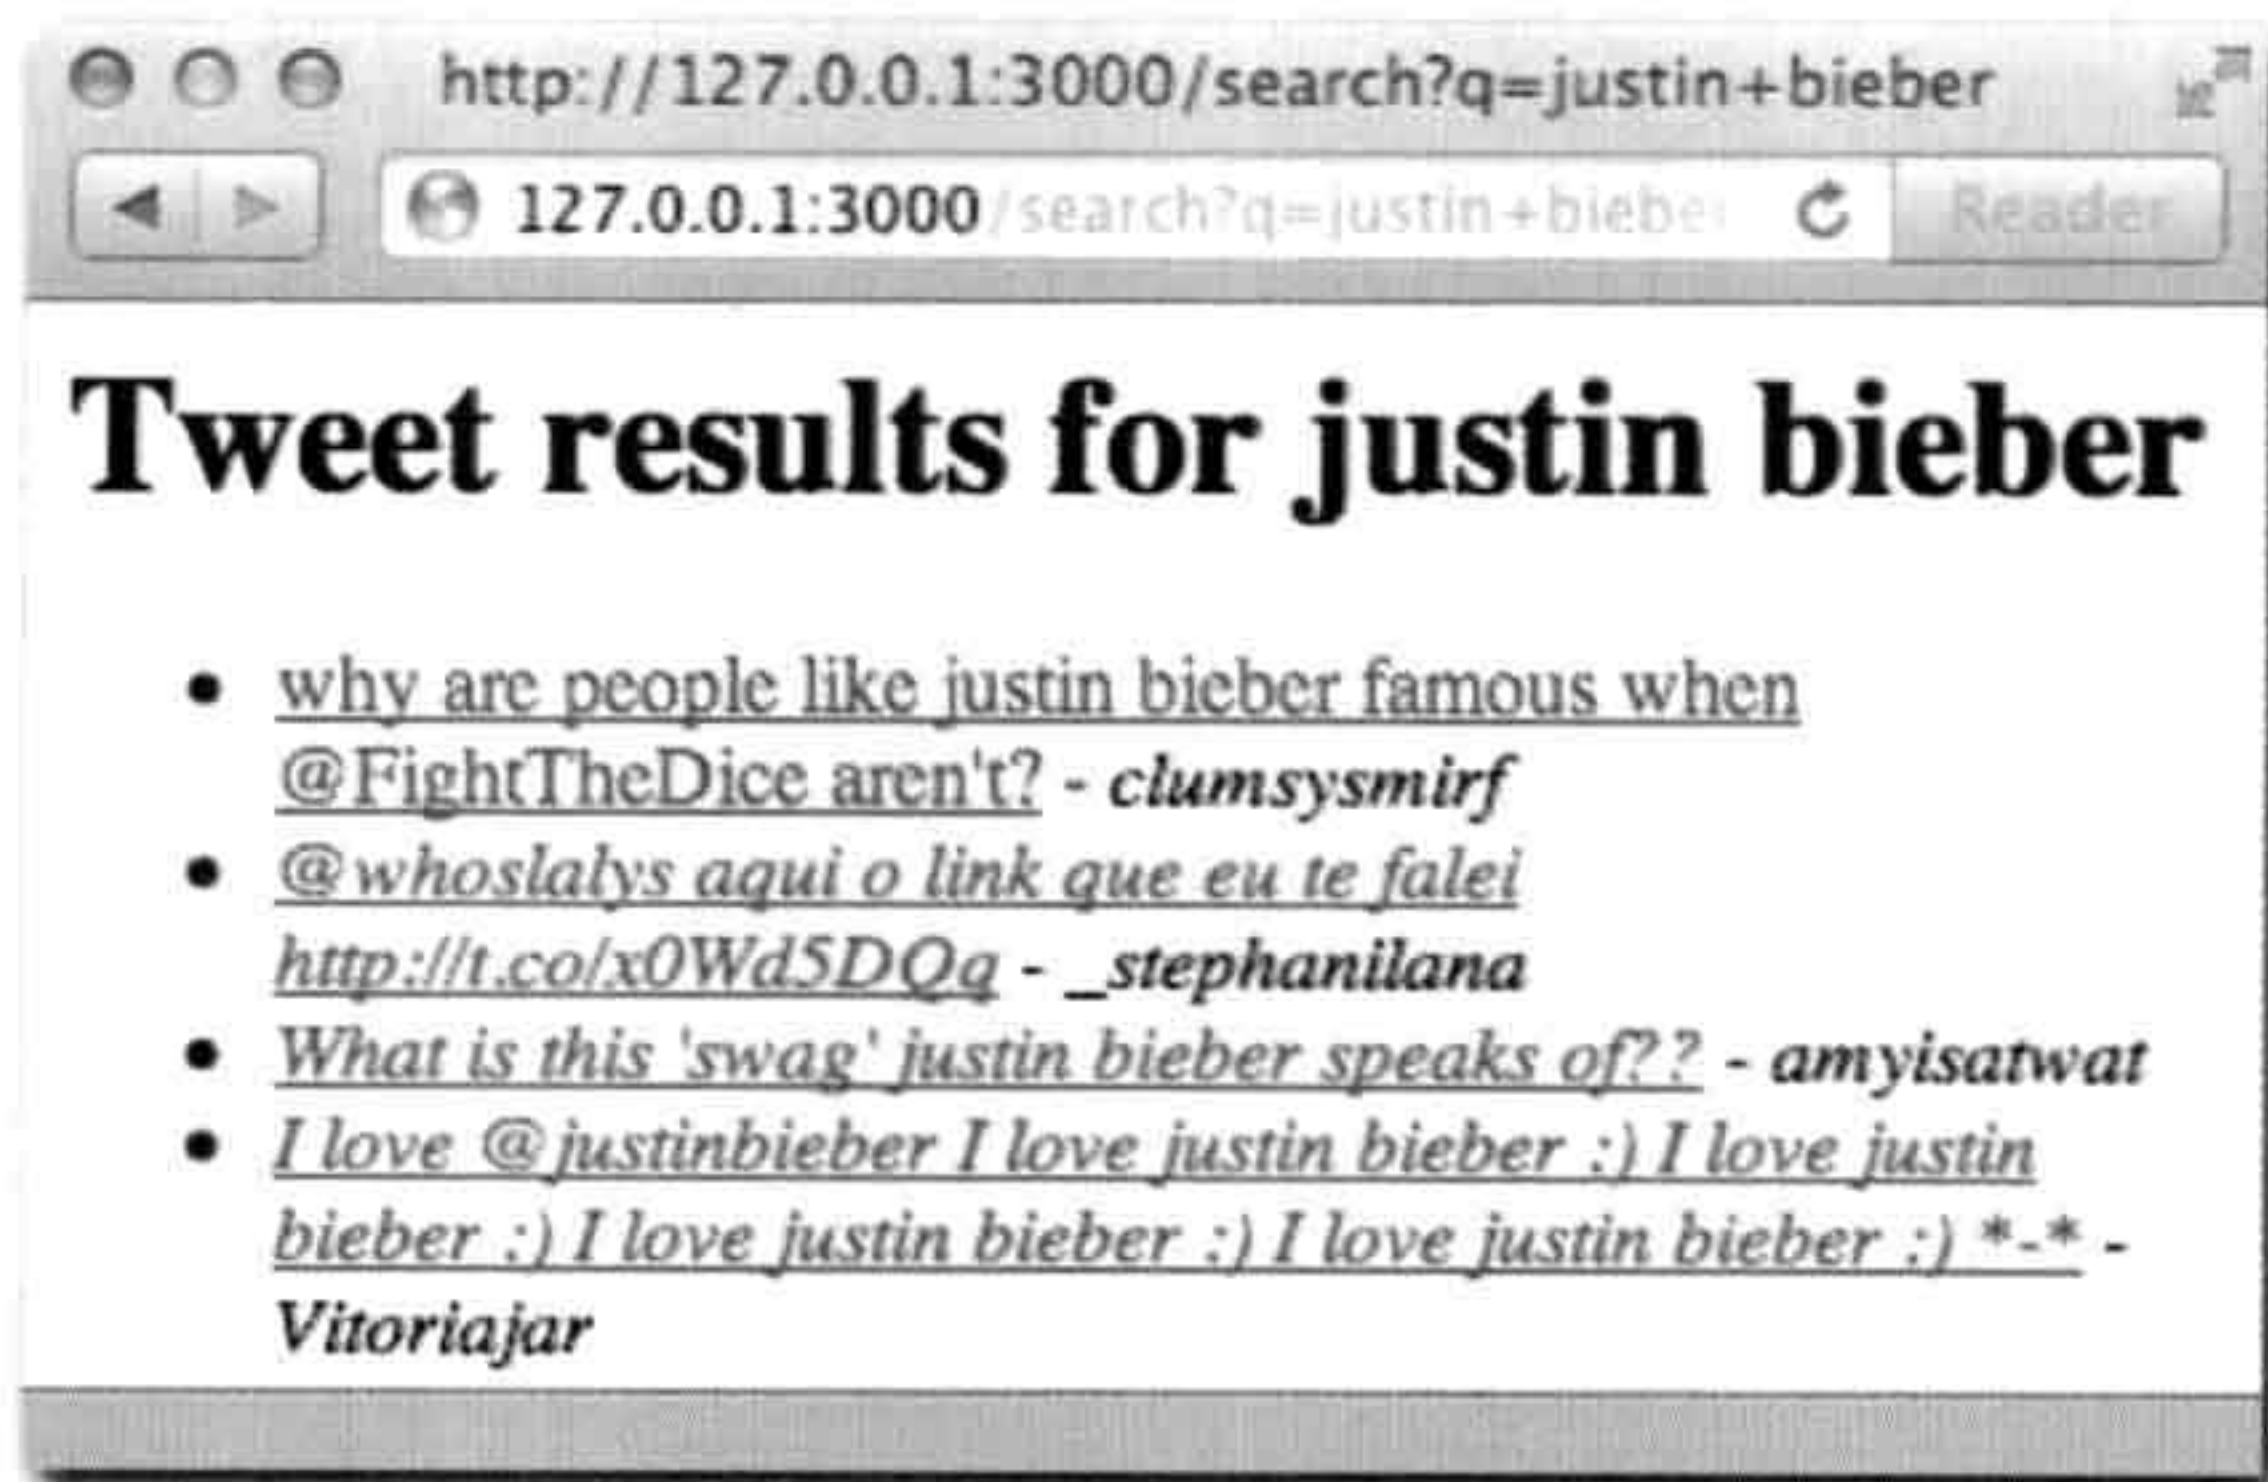 http://127.0.0.1:3000/search?q=justin+bieber
127.0.0.1:3000/search?q=justin+biebe
Reader
Tweet results for justin bieber
• why are people like justin bieber famous when
@FightTheDice aren't? - clumsysmirf
• @whoslalys aqui o link que eu te falei
http://t.co/x0Wd5DQq - _stephanilana
• What is this 'swag' justin bieber speaks of?? - amyisatwat
• I love @justinbieber I love justin bieber :) I love justin
bieber :) I love justin bieber :) I love justin bieber :) *-* -
Vitoriajar